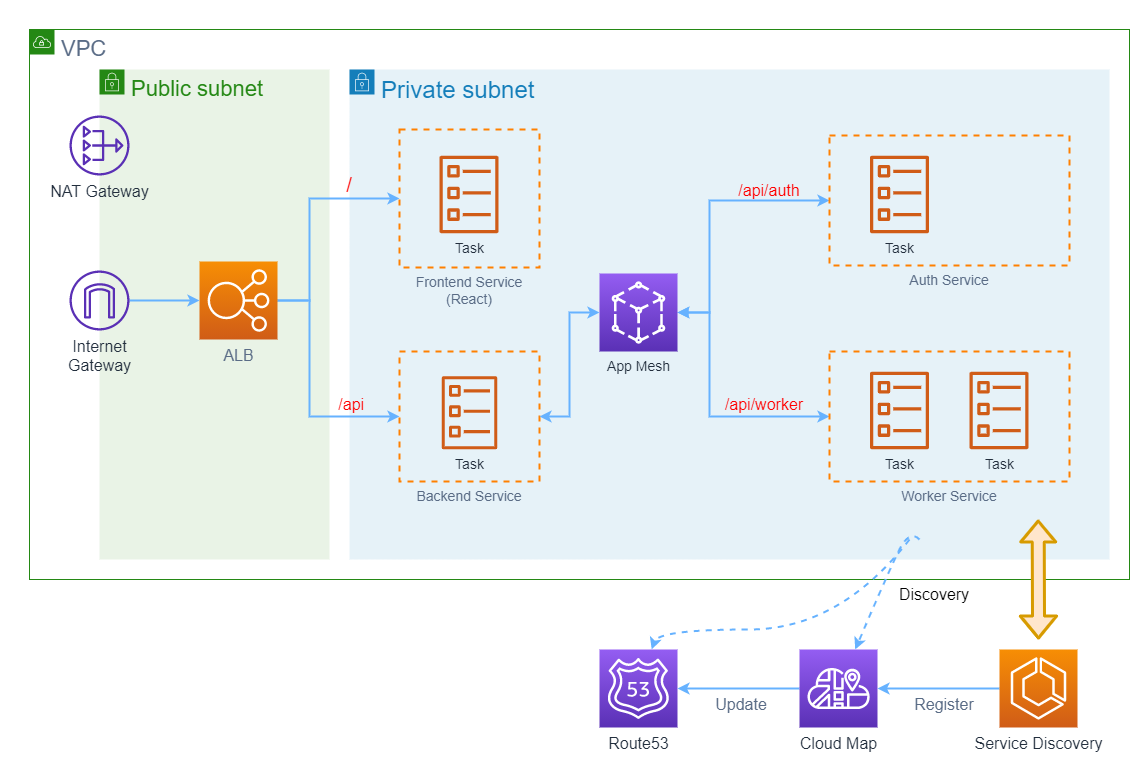 VPC
Public subnet
Private subnet
NAT Gateway
/
/api/auth
Task
Task
Frontend Service
(React)
Auth Service
Internet
Gateway
ALB
App Mesh
/api
/api/worker
Task
Task
Task
Backend Service
Worker Service
Discovery
53
Update
Register
Route53
Cloud Map
Service Discovery